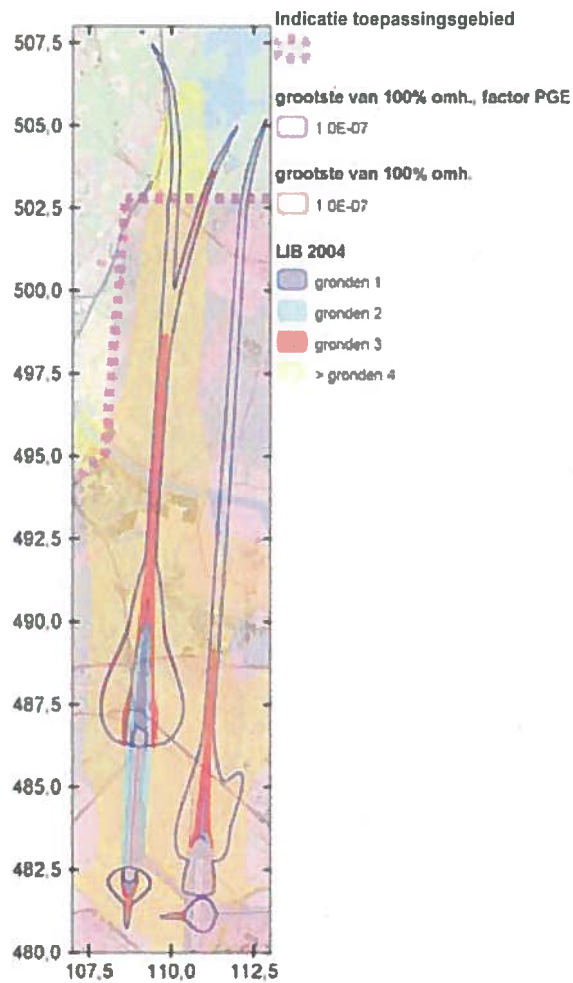 Indicatie toepassingsgebied
grootste van 100% omh., factor PGE
1 0E-07
grootste van 100% omh.
1 0E-07
LIB 2004
gronden 1
gronden 2
gronden 3
> gronden 4
507,5
505,0
502,5
500,0
497,5
495,0
492,5
490,0
487,5
485,0
482,5
480,0
107,5 110,0 112,5